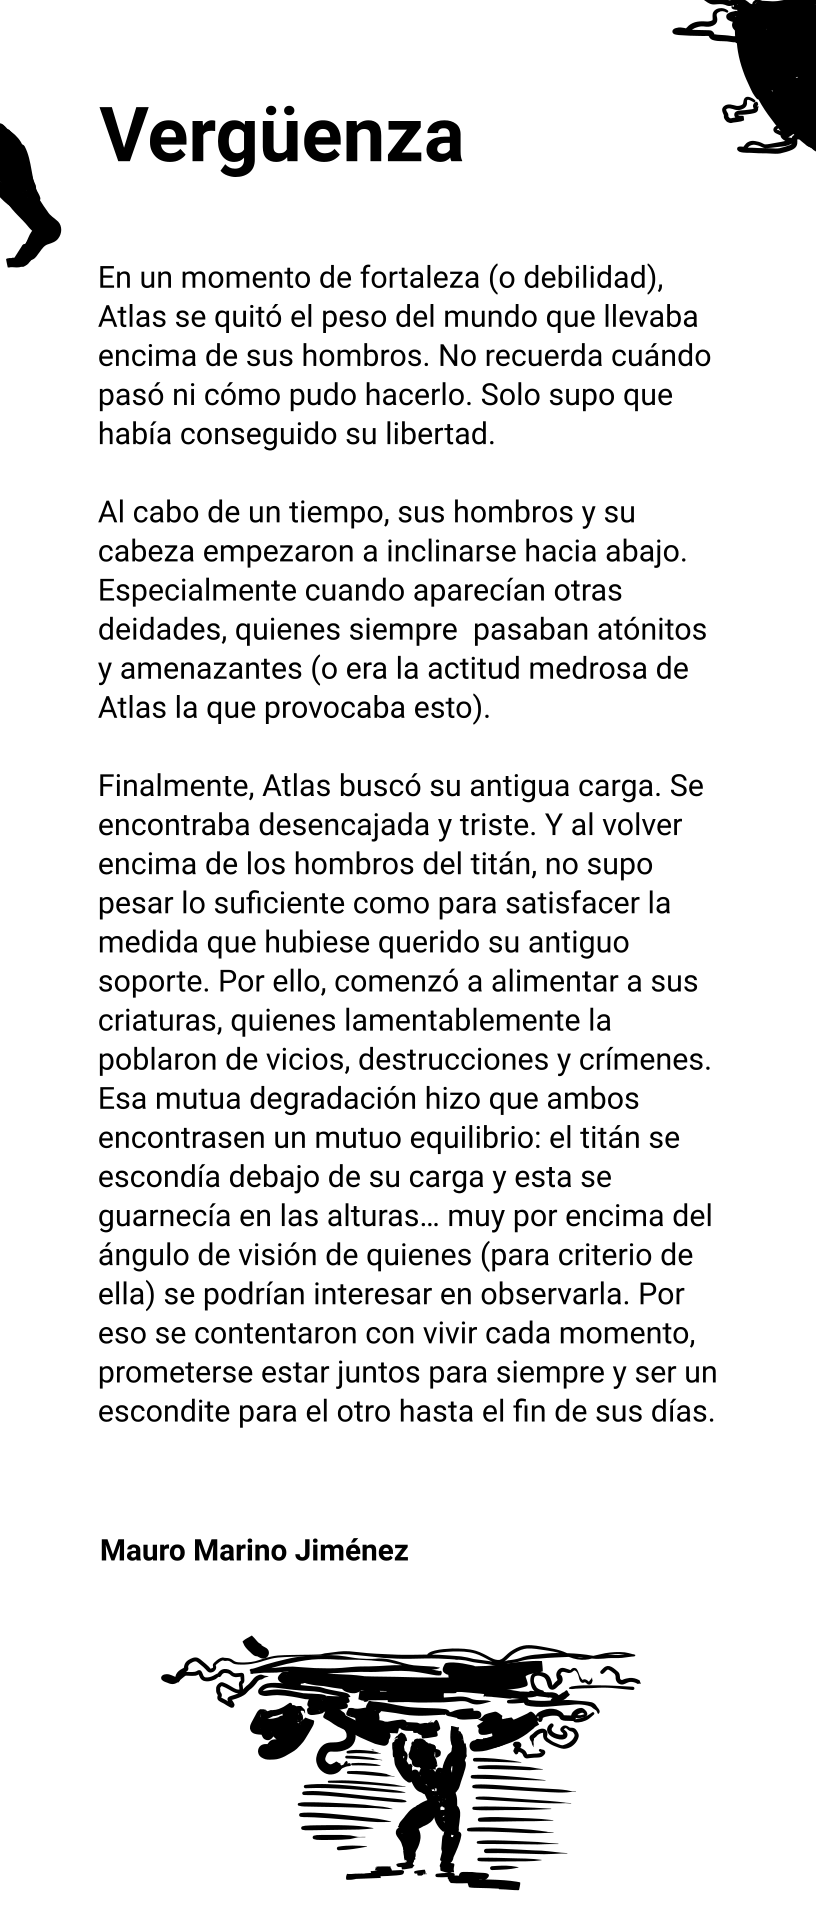 Vergüenza
En un momento de fortaleza (o debilidad),
Atlas se quitó el peso del mundo que llevaba
encima de sus hombros. No recuerda cuándo
pasó ni cómo pudo hacerlo. Solo supo que
había conseguido su libertad.
Al cabo de un tiempo, sus hombros y su
cabeza empezaron a inclinarse hacia abajo.
Especialmente cuando aparecían otras
deidades, quienes siempre  pasaban atónitos
y amenazantes (o era la actitud medrosa de
Atlas la que provocaba esto).
Finalmente, Atlas buscó su antigua carga. Se
encontraba desencajada y triste. Y al volver
encima de los hombros del titán, no supo
pesar lo suficiente como para satisfacer la
medida que hubiese querido su antiguo
soporte. Por ello, comenzó a alimentar a sus
criaturas, quienes lamentablemente la
poblaron de vicios, destrucciones y crímenes.
Esa mutua degradación hizo que ambos
encontrasen un mutuo equilibrio: el titán se
escondía debajo de su carga y esta se
guarnecía en las alturas... muy por encima del
ángulo de visión de quienes (para criterio de
ella) se podrían interesar en observarla. Por
eso se contentaron con vivir cada momento,
prometerse estar juntos para siempre y ser un
escondite para el otro hasta el fin de sus días.
Mauro Marino Jiménez